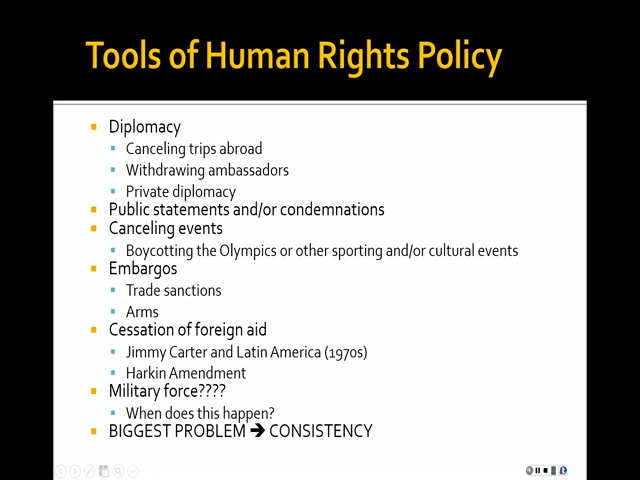 Tools of Human Rights Policy
Diplomacy
Canceling trips abroad
Withdrawing ambassadors
Private diplomacy
Public statements and/or condemnations
Canceling events
Boycotting the Olympics or other sporting and/or cultural events
Embargos
Trade sanctions
Arms
Cessation of foreign aid
Jimmy Carter and Latin America (1970s)
Harkin Amendment
Military force????
When does this happen?
BIGGEST PROBLEM → CONSISTENCY